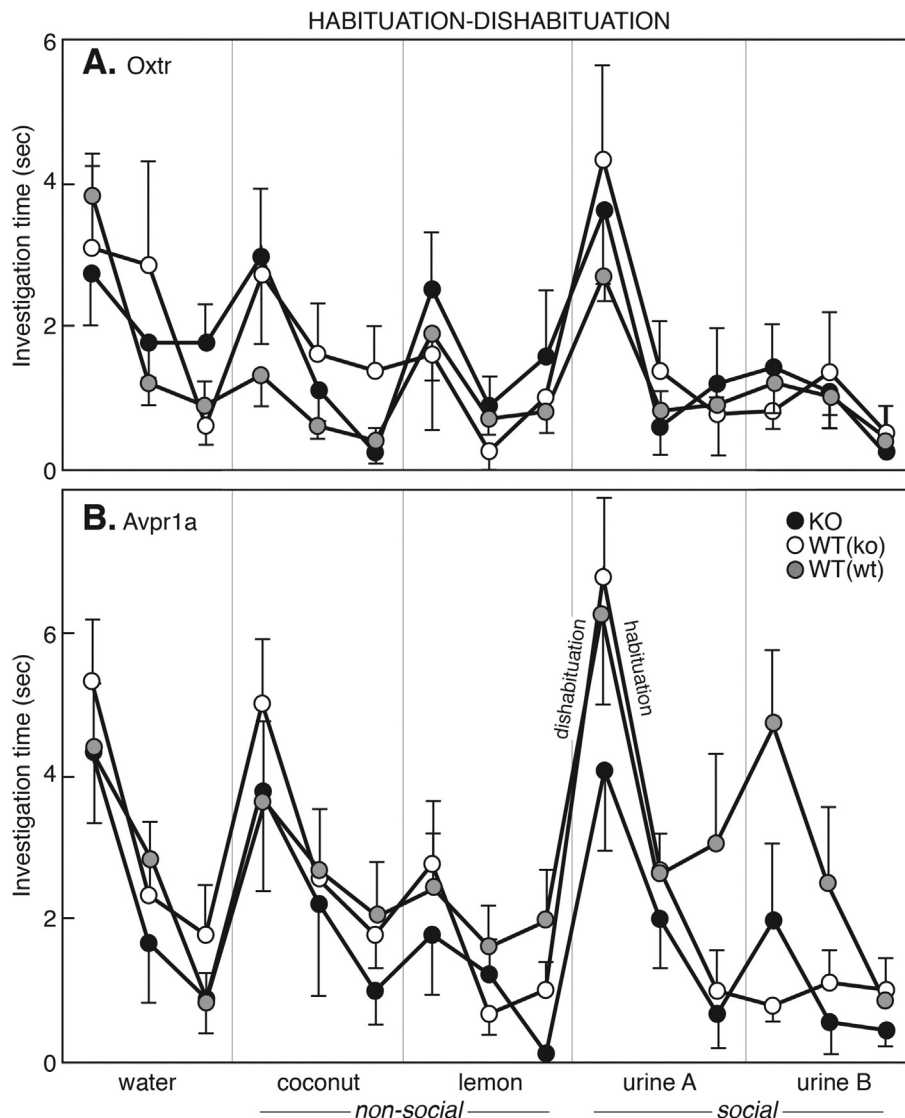 HABITUATION-DISHABITUATION
A. Oxtr
Investigation time (sec)
6
4
2
0
B. Avpr1a
KO
WT(ko)
WT(wt)
dishabituation
habituation
Investigation time (sec)
6
4
2
0
water coconut lemon urine A urine B
non-social social